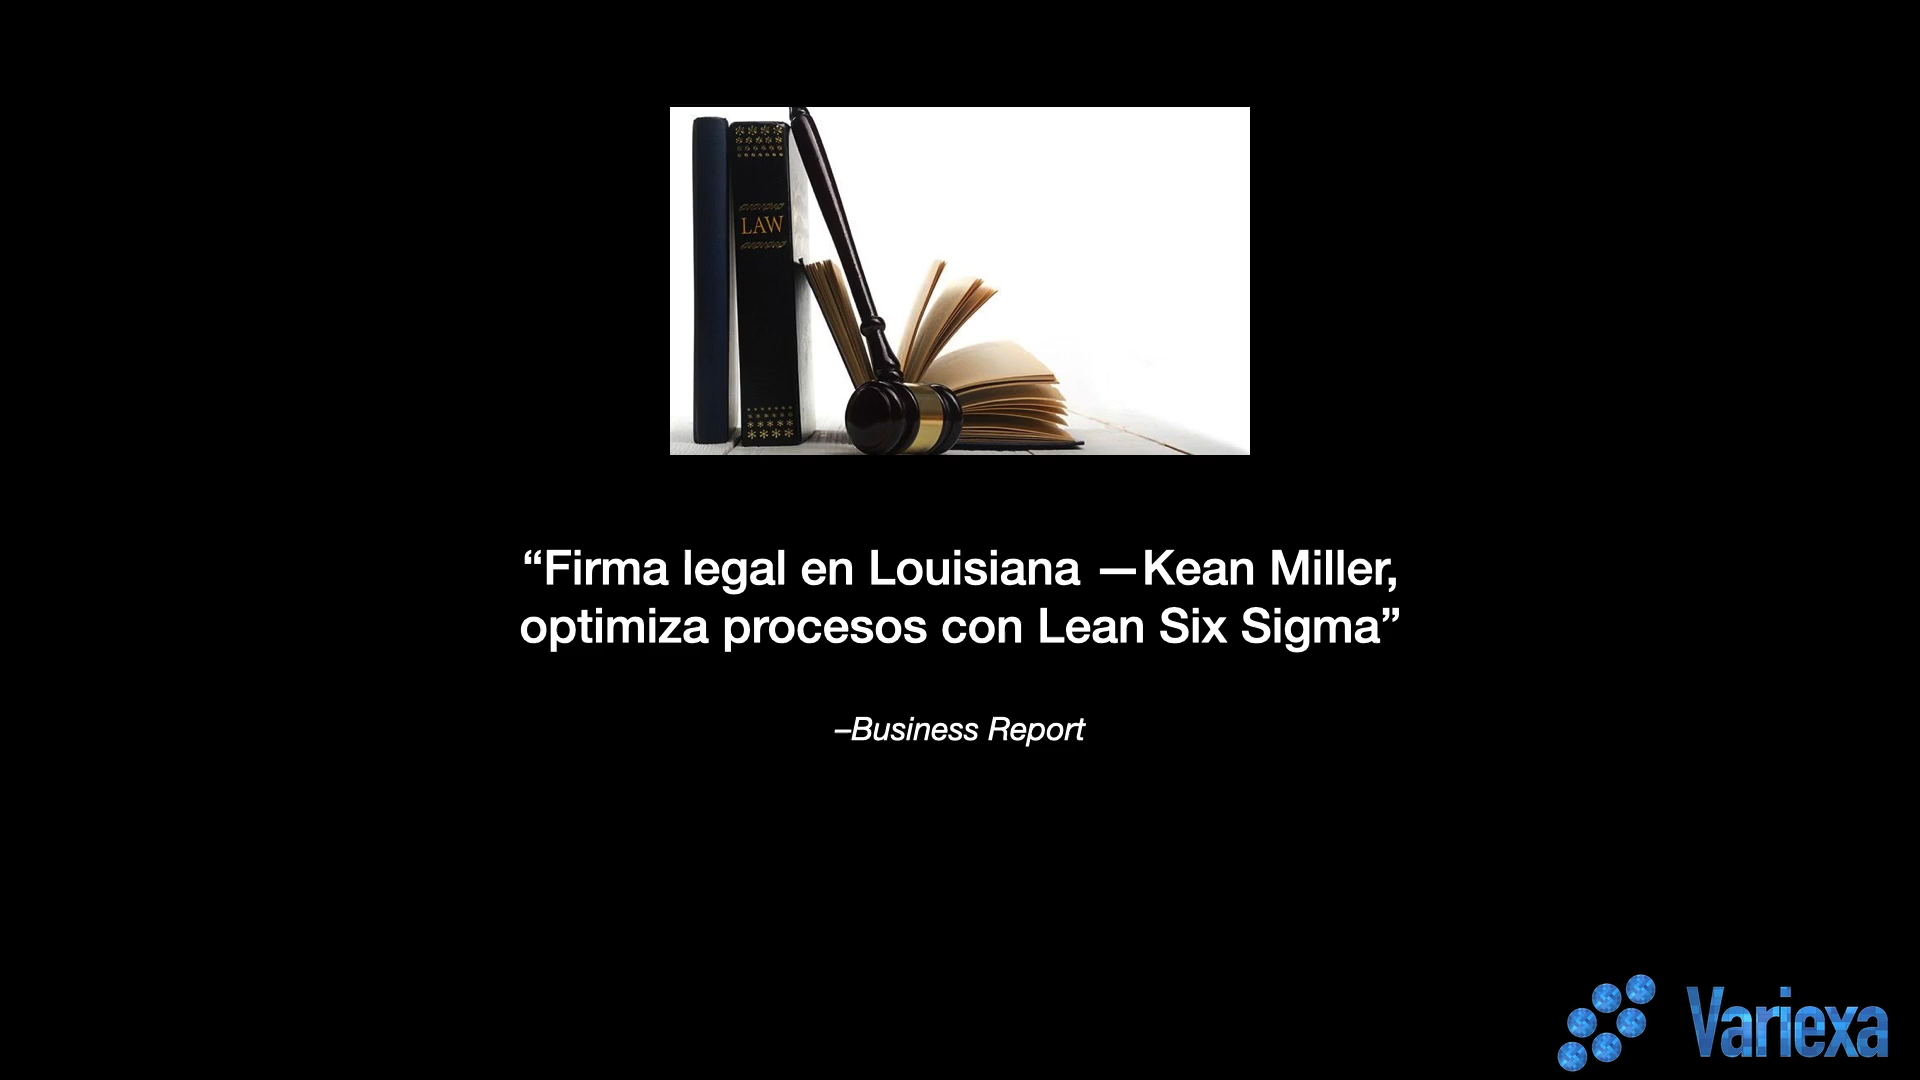 LAW
“Firma legal en Louisiana —Kean Miller,
optimiza procesos con Lean Six Sigma”
–Business Report
Variexa